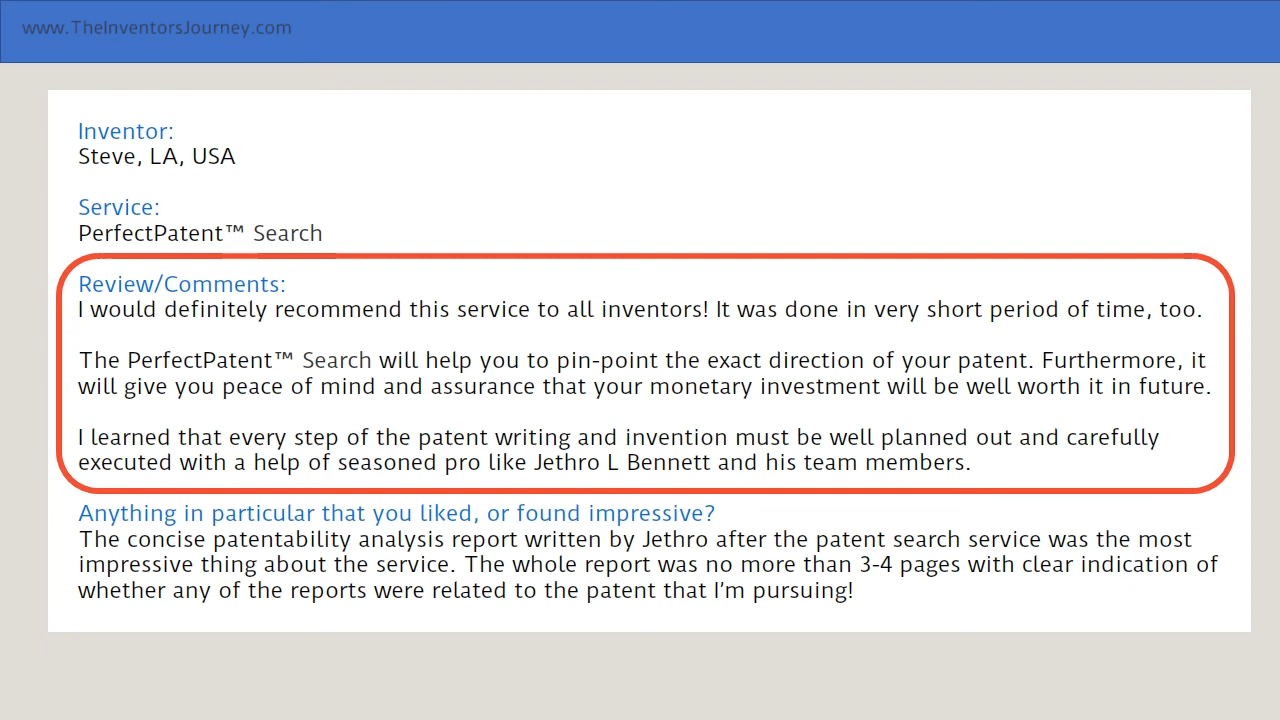 www.TheInventorsJourney.com
Inventor:
Steve, LA, USA
Service:
PerfectPatent™ Search
Review/Comments:
I would definitely recommend this service to all inventors! It was done in very short period of time, too.
The PerfectPatent™ Search will help you to pin-point the exact direction of your patent. Furthermore, it
will give you peace of mind and assurance that your monetary investment will be well worth it in future.
I learned that every step of the patent writing and invention must be well planned out and carefully
executed with a help of seasoned pro like Jethro L Bennett and his team members.
Anything in particular that you liked, or found impressive?
The concise patentability analysis report written by Jethro after the patent search service was the most
impressive thing about the service. The whole report was no more than 3-4 pages with clear indication of
whether any of the reports were related to the patent that I'm pursuing!